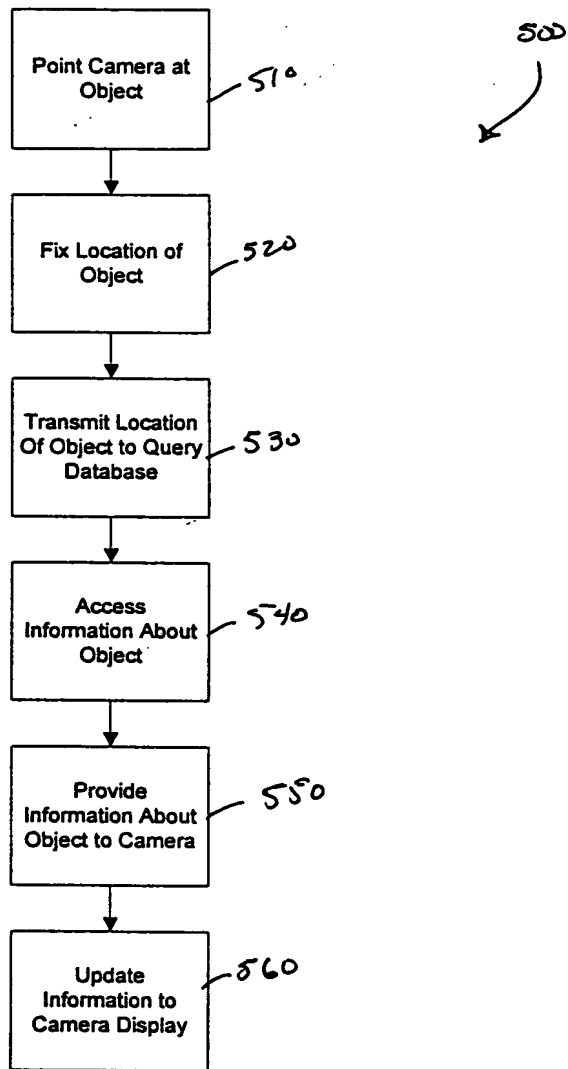 500
Point Camera at
Object
510
Fix Location of
Object
520
Transmit Location
Of Object to Query
Database
530
Access
Information About
Object
540
Provide
Information About
Object to Camera
550
Update
Information to
Camera Display
560